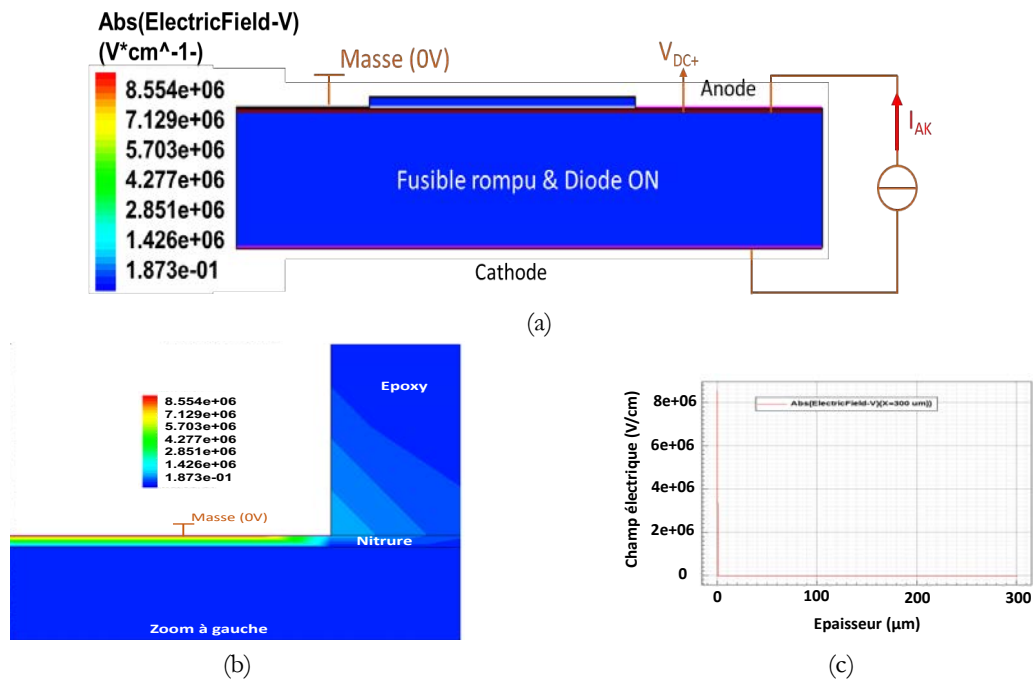 Abs(ElectricField-V)
(V*cm^-1-)
8.554e+06
7.129e+06
5.703e+06
4.277e+06
2.851e+06
1.426e+06
1.873e-01
Masse (0V)
V_DC+
Anode
I_AK
Fusible rompu & Diode ON
Cathode
(a)
8.554e+06
7.129e+06
5.703e+06
4.277e+06
2.851e+06
1.426e+06
1.873e-01
Epoxy
Masse (0V)
Nitrure
Zoom à gauche
(b)
Champ électrique (V/cm)
8e+06
6e+06
4e+06
2e+06
0
Abs(ElectricField-V)(X=300 um))
0
100
200
300
Epaisseur (µm)
(c)